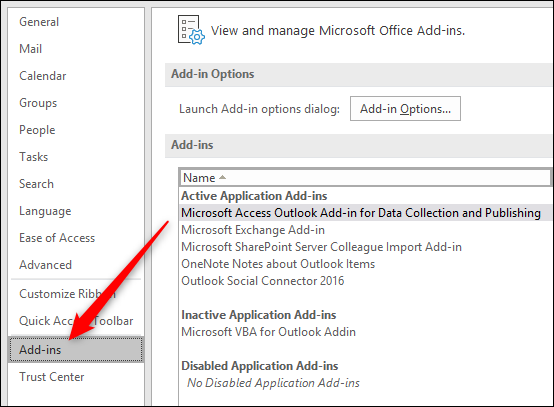 General
Mail
Calendar
Groups
People
Tasks
Search
Language
Ease of Access
Advanced
Customize Ribbon
Quick Access Toolbar
Add-ins
Trust Center
View and manage Microsoft Office Add-ins.
Add-in Options
Launch Add-in options dialog: Add-in Options...
Add-ins
Name
Active Application Add-ins
Microsoft Access Outlook Add-in for Data Collection and Publishing
Microsoft Exchange Add-in
Microsoft SharePoint Server Colleague Import Add-in
OneNote Notes about Outlook Items
Outlook Social Connector 2016
Inactive Application Add-ins
Microsoft VBA for Outlook Addin
Disabled Application Add-ins
No Disabled Application Add-ins